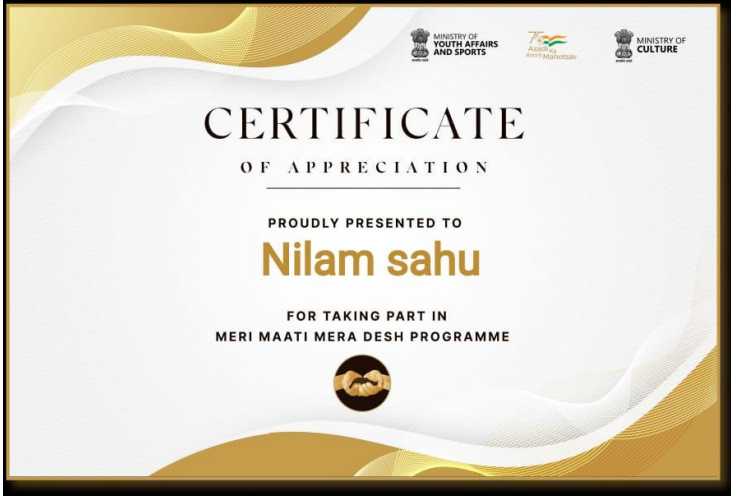 MINISTRY OF
YOUTH AFFAIRS
AND SPORTS
Azadi Ka
Amrit Mahotsav
MINISTRY OF
CULTURE
CERTIFICATE
OF APPRECIATION
PROUDLY PRESENTED TO
Nilam sahu
FOR TAKING PART IN
MERI MAATI MERA DESH PROGRAMME